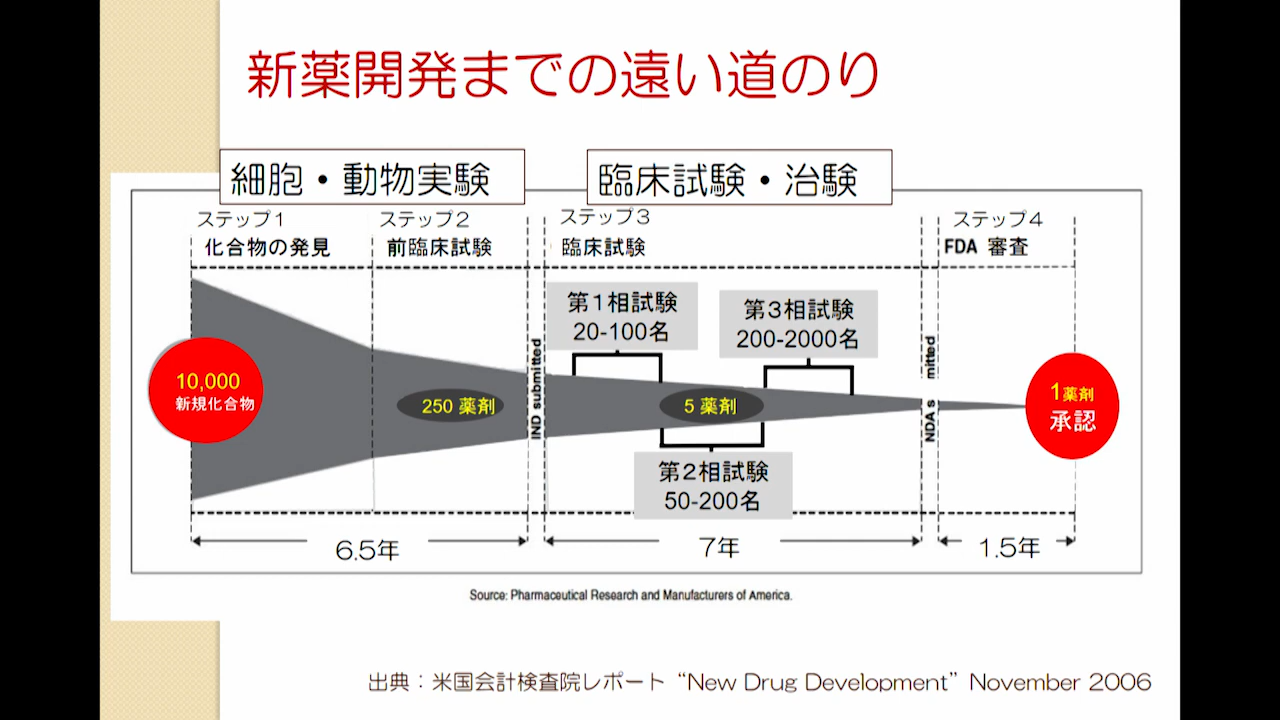 新薬開発までの遠い道のり
細胞・動物実験
臨床試験・治験
ステップ1
化合物の発見
ステップ2
前臨床試験
ステップ3
臨床試験
ステップ4
FDA 審査
第1相試験
20-100名
第3相試験
200-2000名
10,000
新規化合物
250 薬剤
IND submitted
5 薬剤
NDA s mitted
1薬剤
承認
第2相試験
50-200名
6.5年
7年
1.5年
Source: Pharmaceutical Research and Manufacturers of America.
出典：米国会計検査院レポート “New Drug Development” November 2006